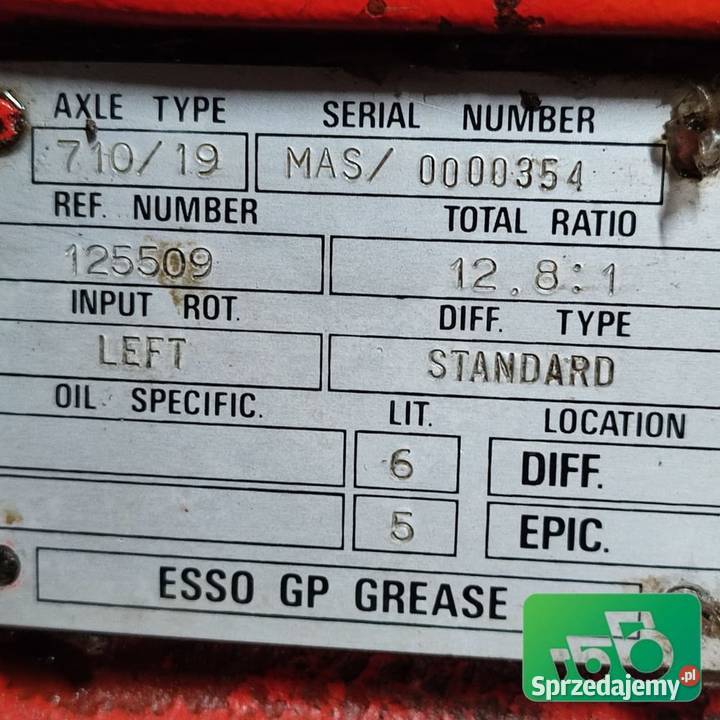 AXLE TYPE SERIAL NUMBER
710/19 MAS/ 0000354
REF. NUMBER TOTAL RATIO
125509 12,8:1
INPUT ROT. DIFF. TYPE
LEFT STANDARD
OIL SPECIFIC. LIT. LOCATION
6 DIFF.
5 EPIC.
ESSO GP GREASE
Sprzedajemy.pl